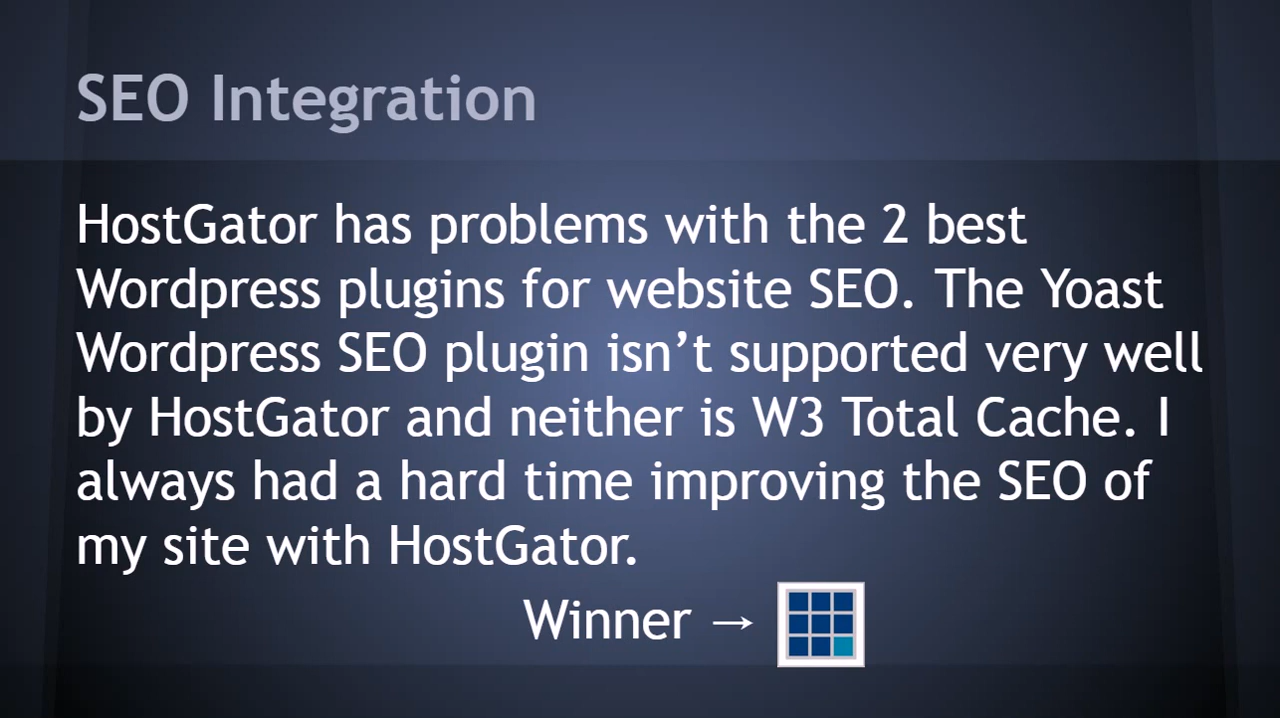 SEO Integration
HostGator has problems with the 2 best
Wordpress plugins for website SEO. The Yoast
Wordpress SEO plugin isn’t supported very well
by HostGator and neither is W3 Total Cache. I
always had a hard time improving the SEO of
my site with HostGator.
Winner →